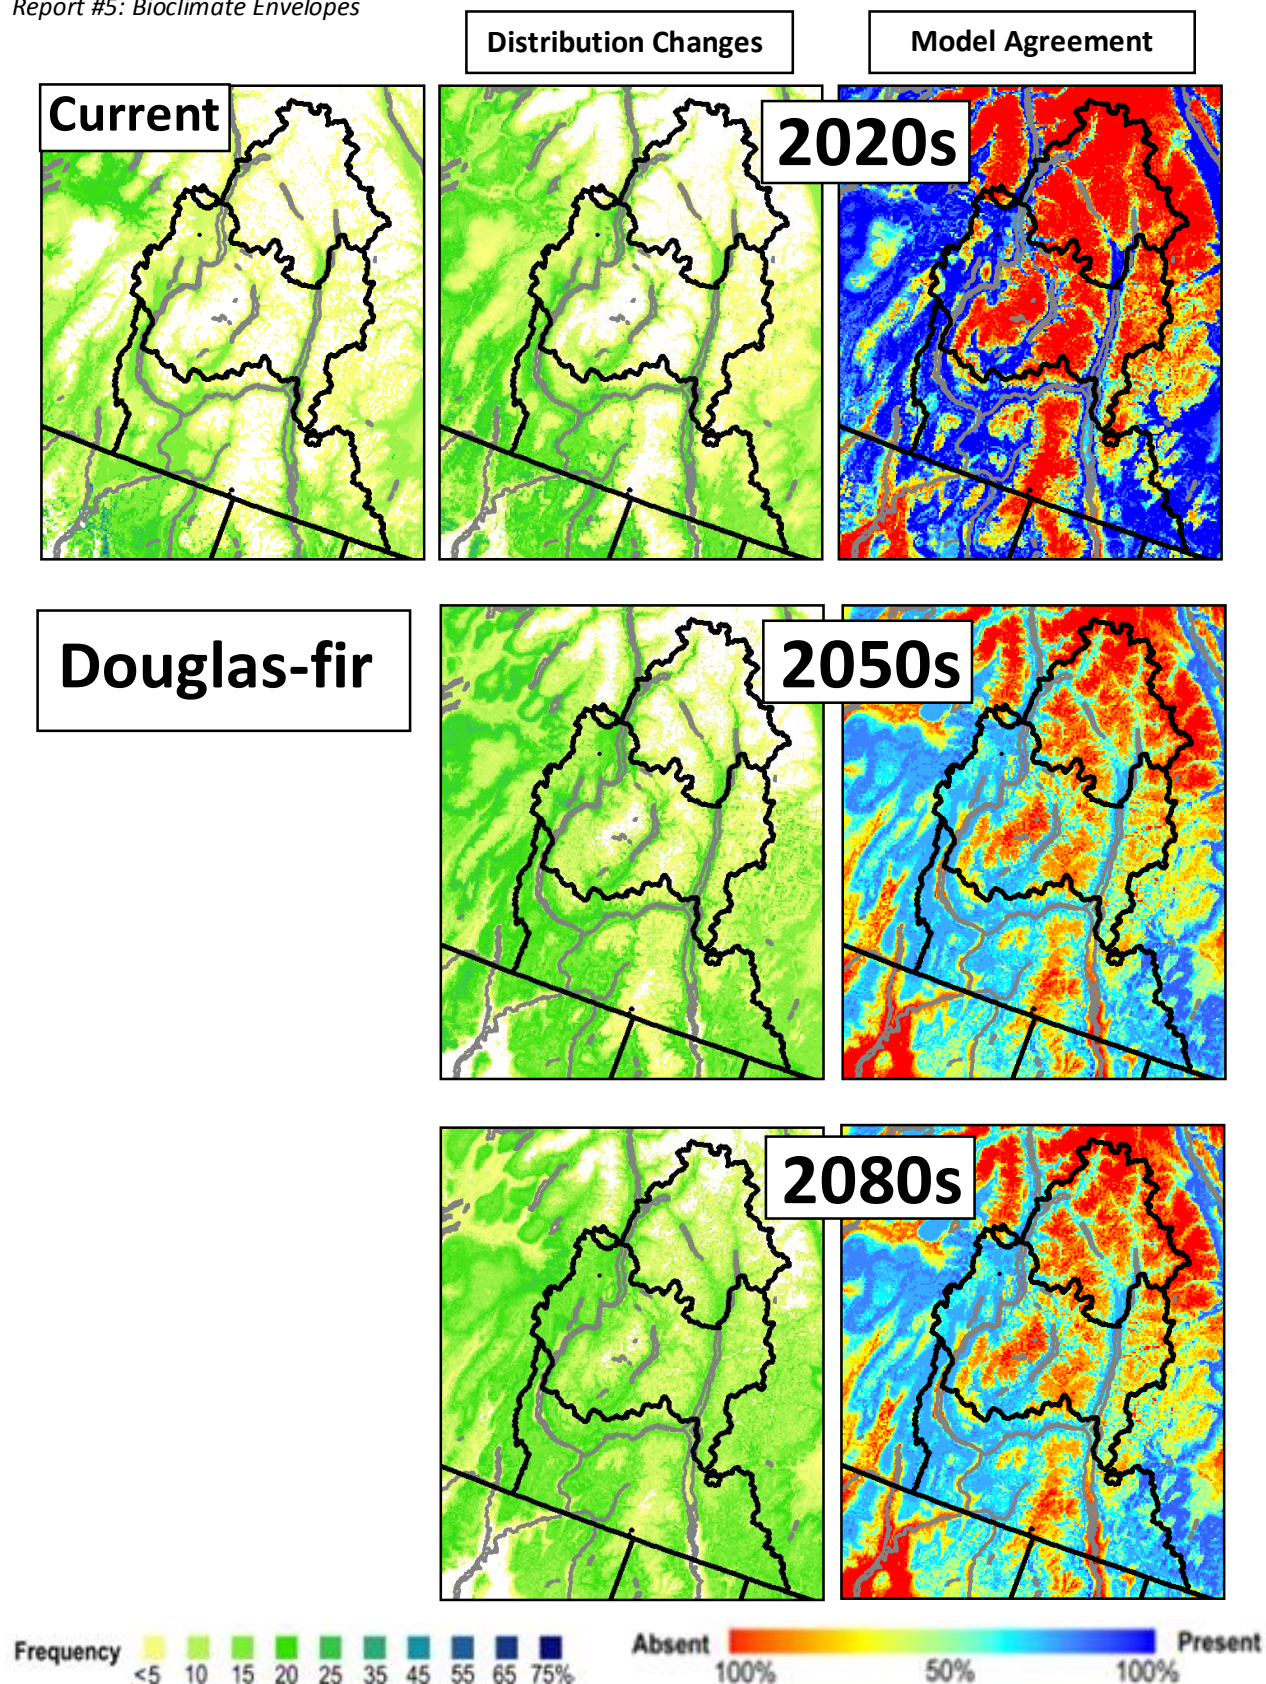 Report #5: Bioclimate Envelopes
Distribution Changes
Model Agreement
Current
2020s
Douglas-fir
2050s
2080s
Frequency
<5 10 15 20 25 35 45 55 65 75%
Absent Present
100% 50% 100%